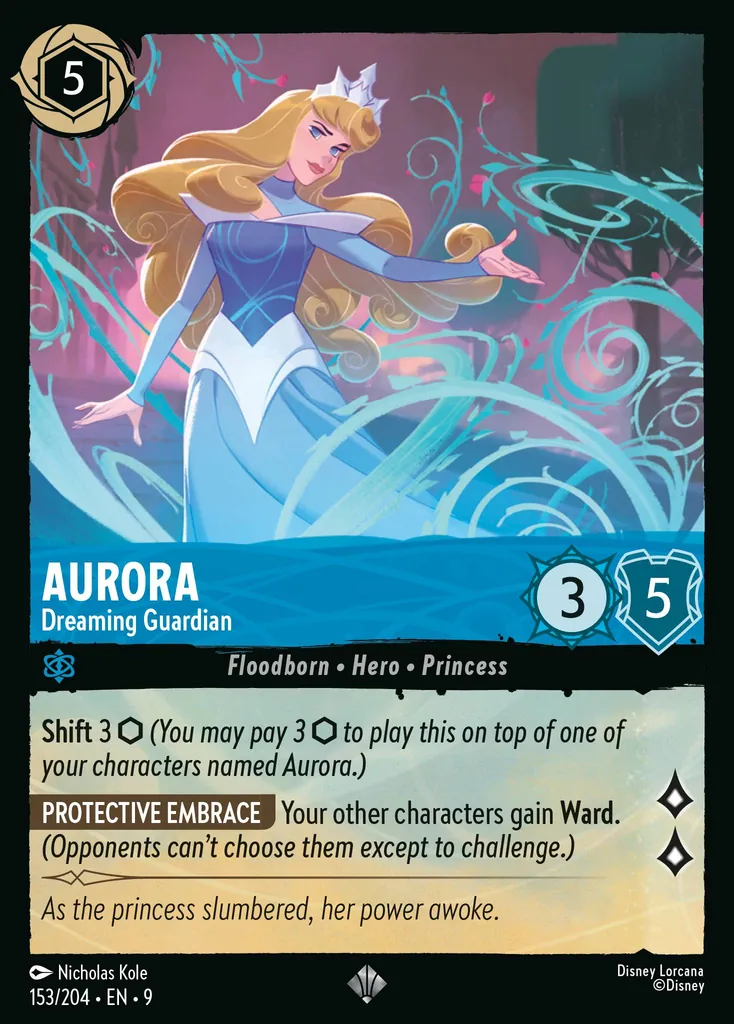 5
AURORA
Dreaming Guardian
3
5
Floodborn • Hero • Princess
Shift 3 ⬡ (You may pay 3 ⬡ to play this on top of one of
your characters named Aurora.)
PROTECTIVE EMBRACE Your other characters gain Ward.
(Opponents can’t choose them except to challenge.)
As the princess slumbered, her power awoke.
Nicholas Kole
153/204 • EN • 9
Disney Lorcana
©Disney